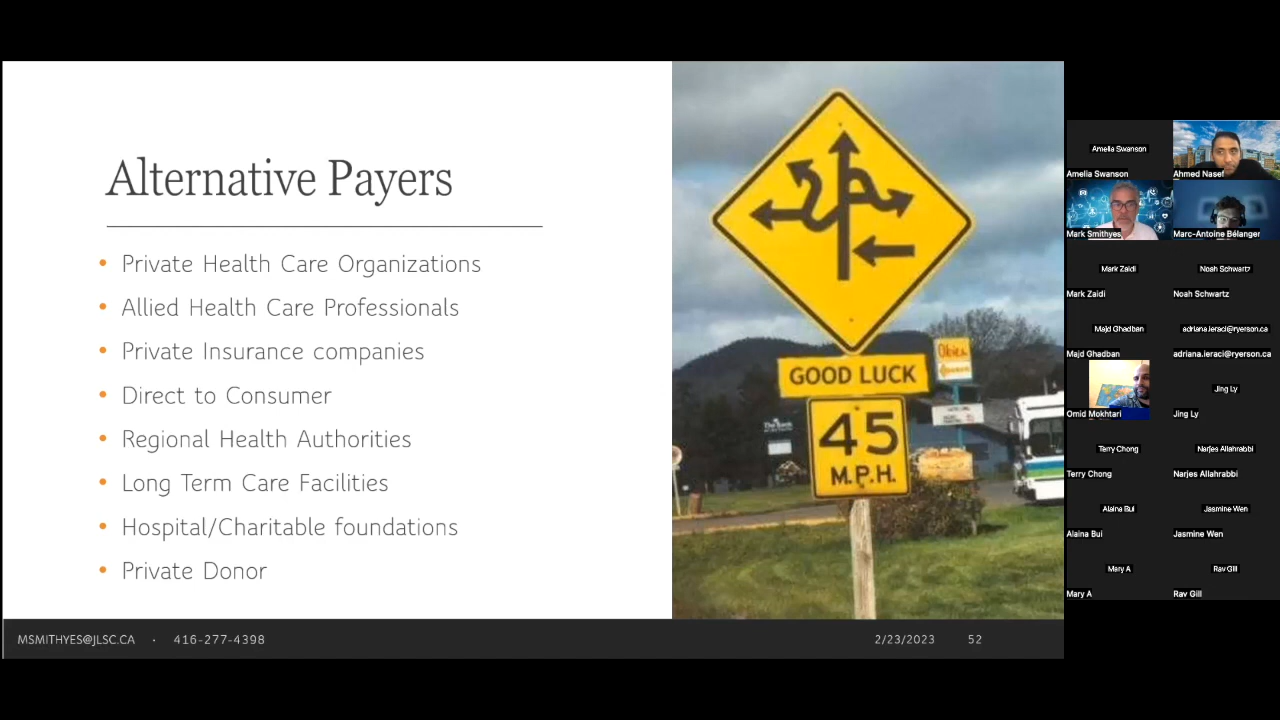 Alternative Payers
• Private Health Care Organizations
• Allied Health Care Professionals
• Private Insurance companies
• Direct to Consumer
• Regional Health Authorities
• Long Term Care Facilities
• Hospital/Charitable foundations
• Private Donor
MSMITHYES@JLSC.CA · 416-277-4398
2/23/2023 52
GOOD LUCK
45
M.P.H.
Obies
Amelia Swanson
Amelia Swanson
Ahmed Nasef
Mark Smithyes
Marc-Antoine Bélanger
Mark Zaidi
Noah Schwartz
Mark Zaidi
Noah Schwartz
Majd Ghadban
adriana.ieraci@ryerson.ca
Majd Ghadban
adriana.ieraci@ryerson.ca
Omid Mokhtari
Jing Ly
Jing Ly
Terry Chong
Narjes Allahrabbi
Terry Chong
Narjes Allahrabbi
Alaina Bui
Jasmine Wen
Alaina Bui
Jasmine Wen
Mary A
Rav Gill
Mary A
Rav Gill